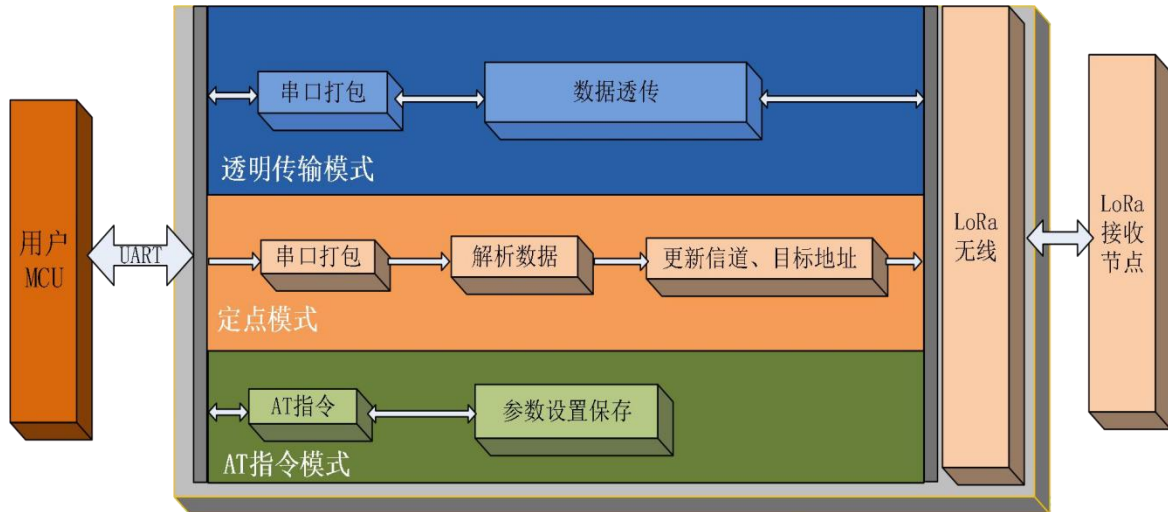 用户
MCU
UART
串口打包
数据透传
透明传输模式
串口打包
解析数据
更新信道、目标地址
定点模式
AT指令
参数设置保存
AT指令模式
LoRa
无线
LoRa
接收
节点